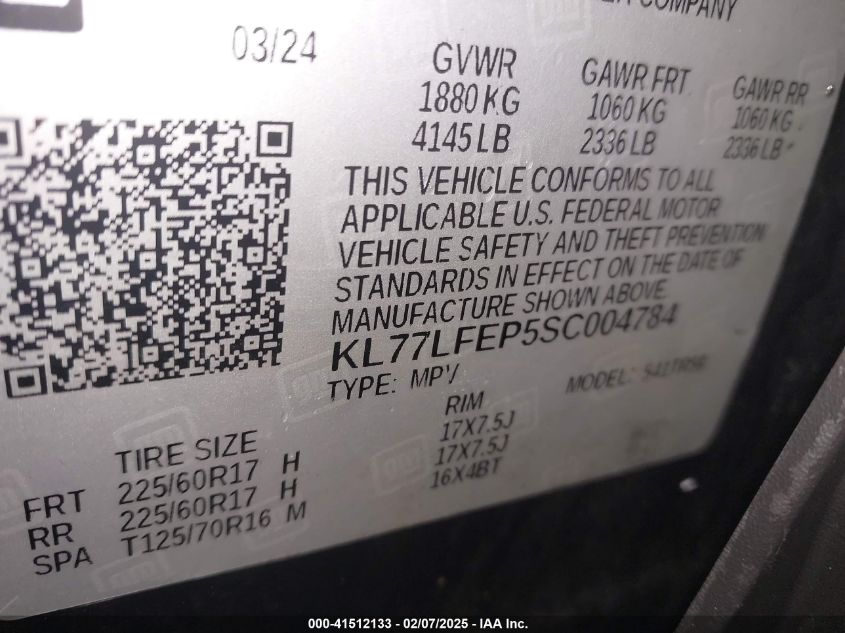 COMPANY
03/24
GVWR GAWR FRT GAWR RR
1880 KG 1060 KG 1060 KG
4145 LB 2336 LB 2336 LB
THIS VEHICLE CONFORMS TO ALL
APPLICABLE U.S. FEDERAL MOTOR
VEHICLE SAFETY AND THEFT PREVENTION
STANDARDS IN EFFECT ON THE DATE OF
MANUFACTURE SHOWN ABOVE.
KL77LFEP5SC004784
TYPE: MPV MODEL:
TIRE SIZE RIM
FRT 225/60R17 H 17X7.5J
RR 225/60R17 H 17X7.5J
SPA T125/70R16 M 16X4BT
000-41512133 - 02/07/2025 - IAA Inc.